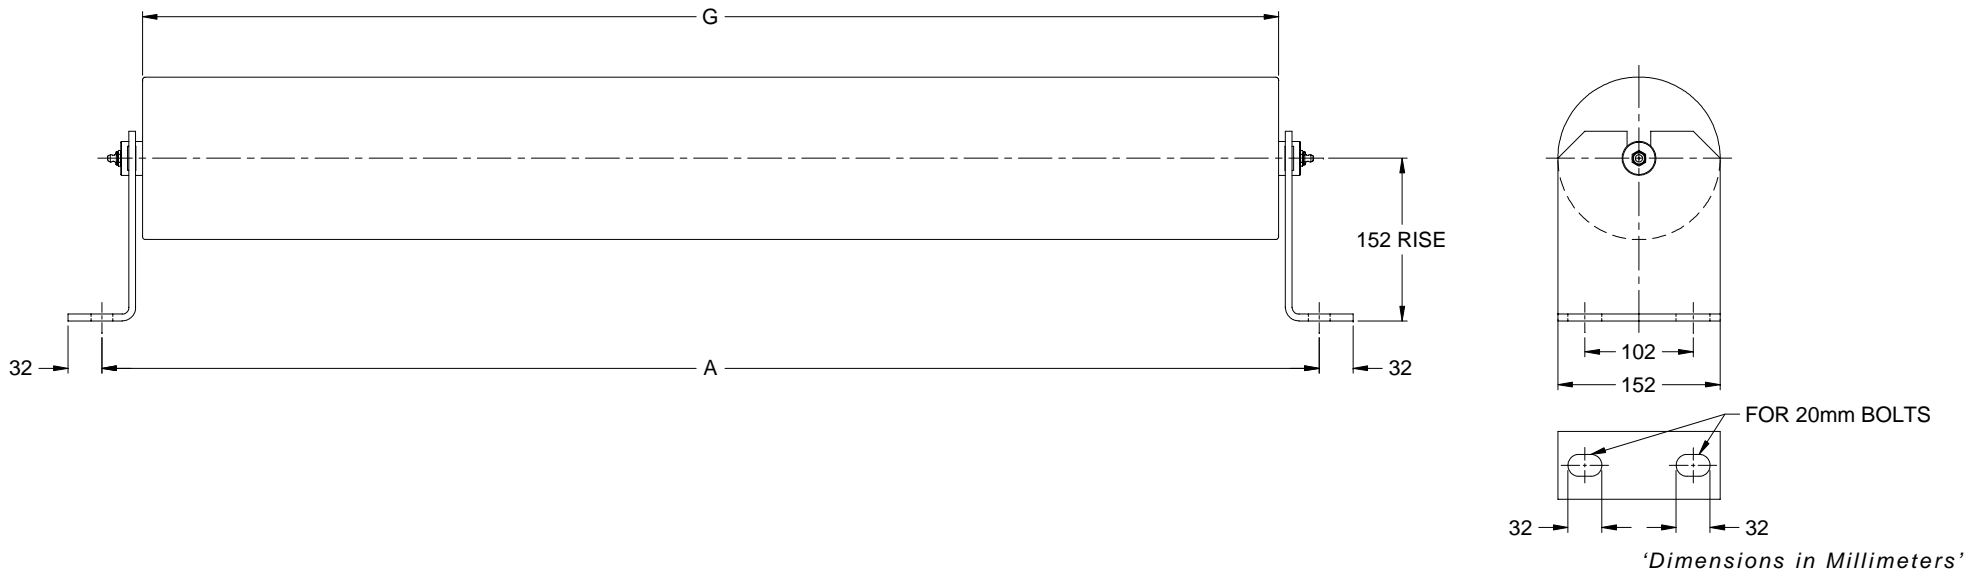 G
152 RISE
32
A
32
102
152
FOR 20mm BOLTS
32
32
‘Dimensions in Millimeters’